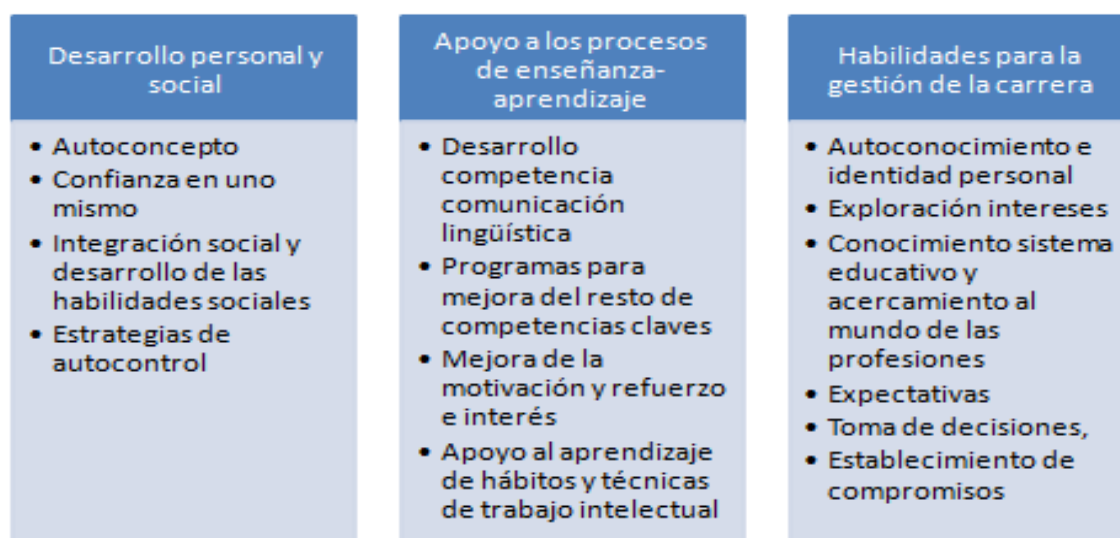 Desarrollo personal y
social
• Autoconcepto
• Confianza en uno
mismo
• Integración social y
desarrollo de las
habilidades sociales
• Estrategias de
autocontrol
Apoyo a los procesos
de enseñanza-
aprendizaje
• Desarrollo
competencia
comunicación
lingüística
• Programas para
mejora del resto de
competencias claves
• Mejora de la
motivación y refuerzo
e interés
• Apoyo al aprendizaje
de hábitos y técnicas
de trabajo intelectual
Habilidades para la
gestión de la carrera
• Autoconocimiento e
identidad personal
• Exploración intereses
• Conocimiento sistema
educativo y
acercamiento al
mundo de las
profesiones
• Expectativas
• Toma de decisiones,
• Establecimiento de
compromisos